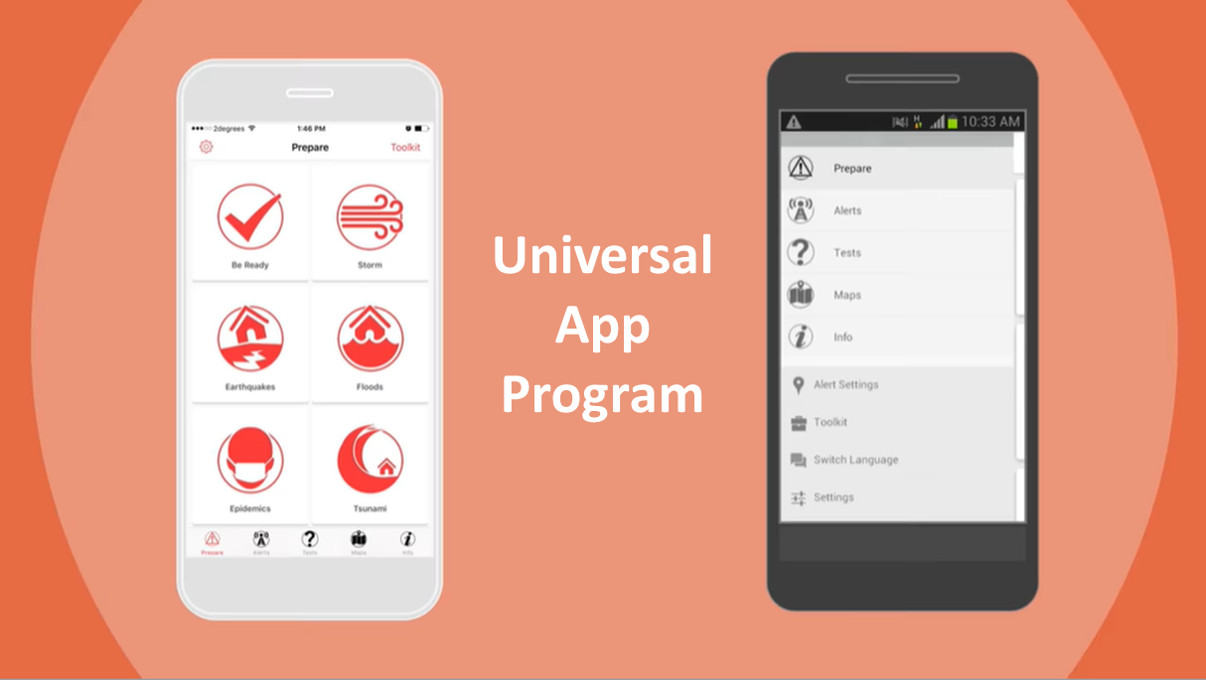 2degrees 1:46 PM
Prepare Toolkit
Be Ready Storm
Earthquakes Floods
Epidemics Tsunami
Prepare Alerts Tests Maps Info
Universal
App
Program
H 10:33 AM
Prepare
Alerts
Tests
Maps
Info
Alert Settings
Toolkit
Switch Language
Settings